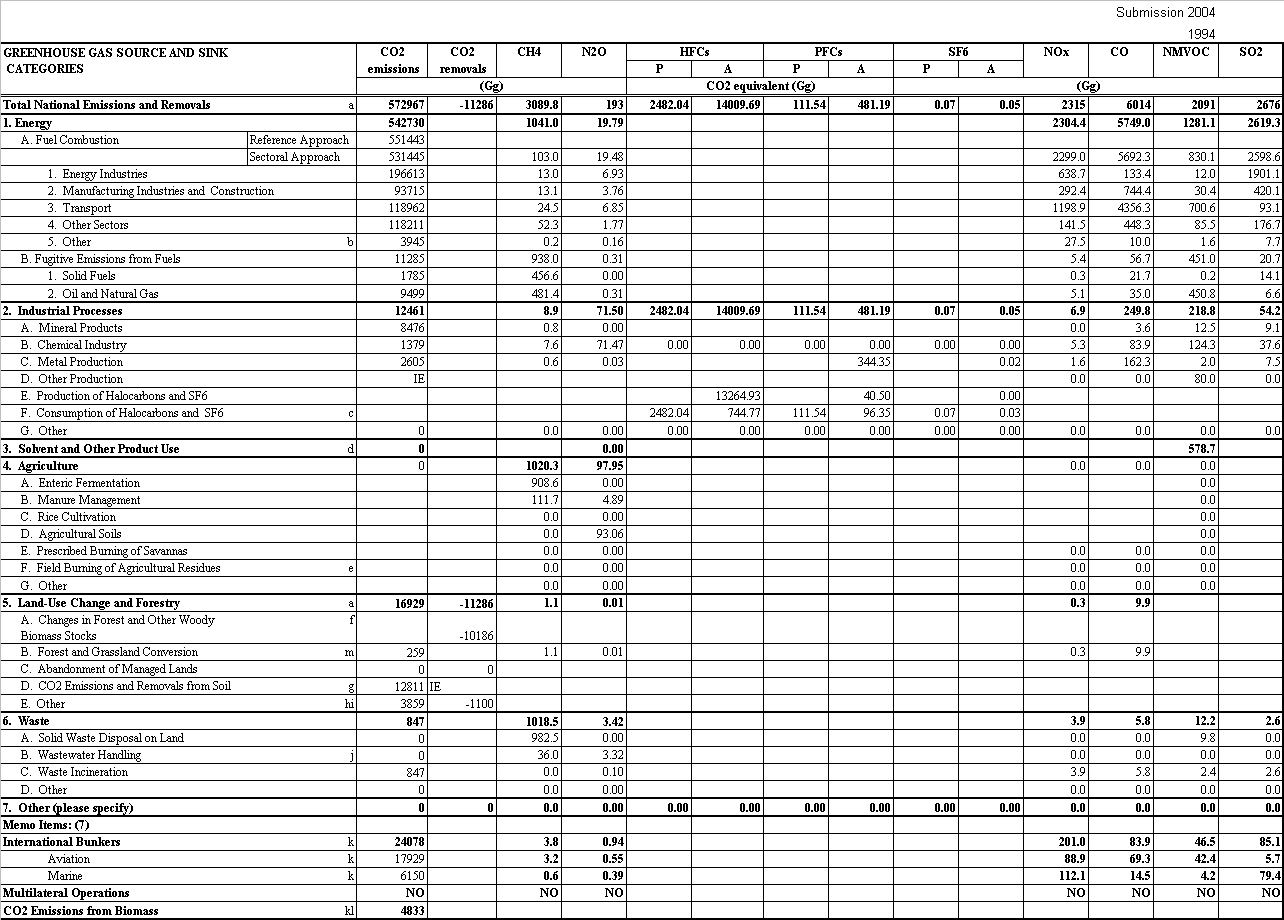 Submission 2004
1994
GREENHOUSE GAS SOURCE AND SINK CO2 CO2 CH4 N2O HFCs PFCs SF6 NOx CO NMVOC SO2
CATEGORIES emissions removals P A P A P A
(Gg) CO2 equivalent (Gg) (Gg)
Total National Emissions and Removals a 572967 -11286 3089.8 193 2482.04 14009.69 111.54 481.19 0.07 0.05 2315 6014 2091 2676
1. Energy 542730 1041.0 19.79 2304.4 5749.0 1281.1 2619.3
A. Fuel Combustion Reference Approach 551443
Sectoral Approach 531445 103.0 19.48 2299.0 5692.3 830.1 2598.6
1. Energy Industries 196613 13.0 6.93 638.7 133.4 12.0 1901.1
2. Manufacturing Industries and Construction 93715 13.1 3.76 292.4 744.4 30.4 420.1
3. Transport 118962 24.5 6.85 1198.9 4356.3 700.6 93.1
4. Other Sectors 118211 52.3 1.77 141.5 448.3 85.5 176.7
5. Other b 3945 0.2 0.16 27.5 10.0 1.6 7.7
B. Fugitive Emissions from Fuels 11285 938.0 0.31 5.4 56.7 451.0 20.7
1. Solid Fuels 1785 456.6 0.00 0.3 21.7 0.2 14.1
2. Oil and Natural Gas 9499 481.4 0.31 5.1 35.0 450.8 6.6
2. Industrial Processes 12461 8.9 71.50 2482.04 14009.69 111.54 481.19 0.07 0.05 6.9 249.8 218.8 54.2
A. Mineral Products 8476 0.8 0.00 0.0 3.6 12.5 9.1
B. Chemical Industry 1379 7.6 71.47 0.00 0.00 0.00 0.00 0.00 0.00 5.3 83.9 124.3 37.6
C. Metal Production 2605 0.6 0.03 344.35 0.02 1.6 162.3 2.0 7.5
D. Other Production IE 0.0 0.0 80.0 0.0
E. Production of Halocarbons and SF6 13264.93 40.50 0.00
F. Consumption of Halocarbons and SF6 c 2482.04 744.77 111.54 96.35 0.07 0.03
G. Other 0 0.0 0.00 0.00 0.00 0.00 0.00 0.00 0.00 0.0 0.0 0.0 0.0
3. Solvent and Other Product Use d 0 0.00 578.7
4. Agriculture 0 1020.3 97.95 0.0 0.0 0.0
A. Enteric Fermentation 908.6 0.00 0.0
B. Manure Management 111.7 4.89 0.0
C. Rice Cultivation 0.0 0.00 0.0
D. Agricultural Soils 0.0 93.06 0.0
E. Prescribed Burning of Savannas 0.0 0.00 0.0 0.0 0.0
F. Field Burning of Agricultural Residues e 0.0 0.00 0.0 0.0 0.0
G. Other 0.0 0.00 0.0 0.0 0.0
5. Land-Use Change and Forestry a 16929 -11286 1.1 0.01 0.3 9.9
A. Changes in Forest and Other Woody f
Biomass Stocks -10186
B. Forest and Grassland Conversion m 259 1.1 0.01 0.3 9.9
C. Abandonment of Managed Lands 0 0
D. CO2 Emissions and Removals from Soil g 12811 IE
E. Other hi 3859 -1100
6. Waste 847 1018.5 3.42 3.9 5.8 12.2 2.6
A. Solid Waste Disposal on Land 0 982.5 0.00 0.0 0.0 9.8 0.0
B. Wastewater Handling j 0 36.0 3.32 0.0 0.0 0.0 0.0
C. Waste Incineration 847 0.0 0.10 3.9 5.8 2.4 2.6
D. Other 0 0.0 0.00 0.0 0.0 0.0 0.0
7. Other (please specify) 0 0 0.0 0.00 0.00 0.00 0.00 0.00 0.00 0.00 0.0 0.0 0.0 0.0
Memo Items: (7)
International Bunkers k 24078 3.8 0.94 201.0 83.9 46.5 85.1
Aviation k 17929 3.2 0.55 88.9 69.3 42.4 5.7
Marine k 6150 0.6 0.39 112.1 14.5 4.2 79.4
Multilateral Operations NO NO NO NO NO NO NO
CO2 Emissions from Biomass kl 4833